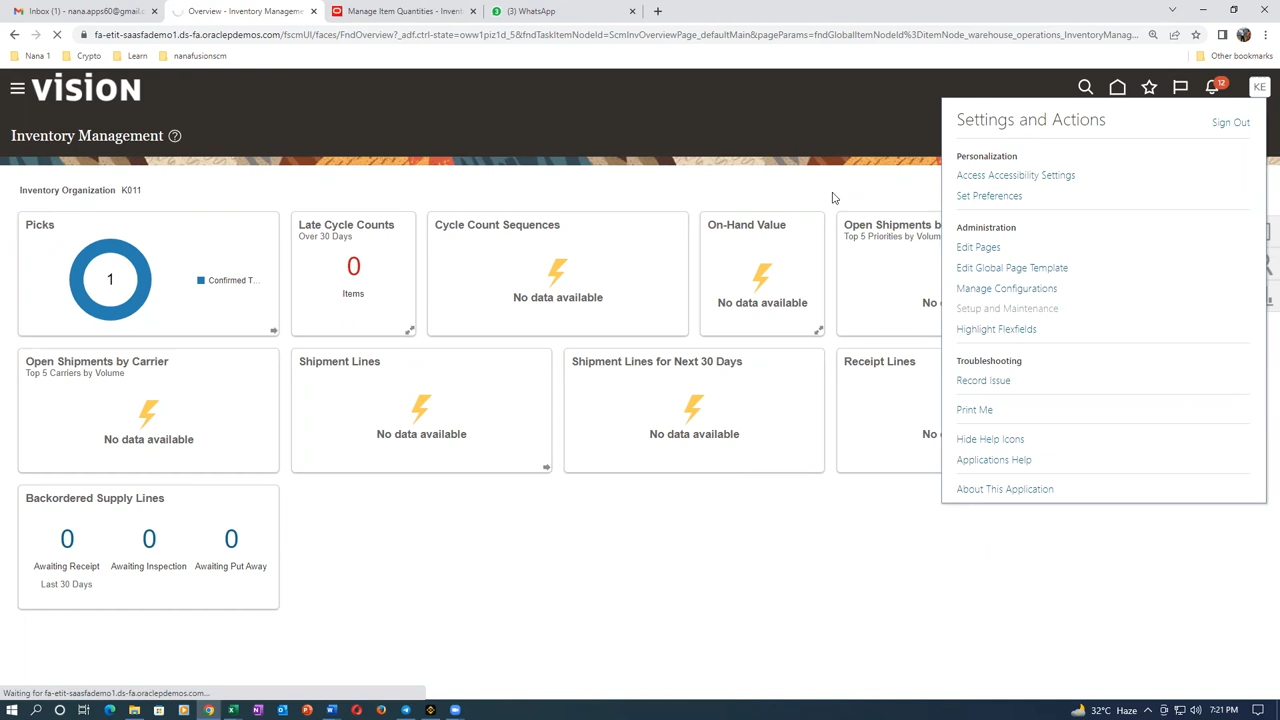 Inbox (1) - nana.apps60@gmail.c
Overview - Inventory Manageme
Manage Item Quantities - Invent
(3) WhatsApp
fa-etit-saasfademo1.ds-fa.oraclepdemos.com/fscmUI/faces/FndOverview?_adf.ctrl-state=oww1piz1d_5&fndTaskItemNodeId=ScmInvOverviewPage_defaultMain&pageParams=fndGlobalItemNodeId%3DitemNode_warehouse_operations_InventoryManag...
Nana 1
Crypto
Learn
nanafusionscm
Other bookmarks
VISION
12
KE
Inventory Management
Settings and Actions
Sign Out
Personalization
Access Accessibility Settings
Set Preferences
Administration
Edit Pages
Edit Global Page Template
Manage Configurations
Setup and Maintenance
Highlight Flexfields
Troubleshooting
Record Issue
Print Me
Hide Help Icons
Applications Help
About This Application
Inventory Organization K011
Picks
1
Confirmed T...
Late Cycle Counts
Over 30 Days
0
Items
Cycle Count Sequences
No data available
On-Hand Value
No data available
Open Shipments b
Top 5 Priorities by Volum
No
Open Shipments by Carrier
Top 5 Carriers by Volume
No data available
Shipment Lines
No data available
Shipment Lines for Next 30 Days
No data available
Receipt Lines
No
Backordered Supply Lines
0 0 0
Awaiting Receipt Awaiting Inspection Awaiting Put Away
Last 30 Days
Waiting for fa-etit-saasfademo1.ds-fa.oraclepdemos.com...
32°C Haze
7:21 PM